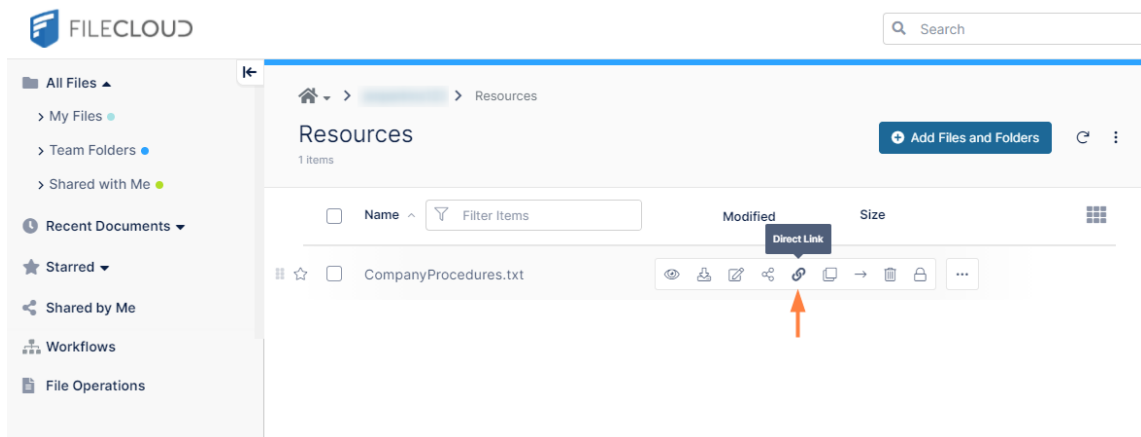 FILECLOUD
Search
All Files
My Files
Team Folders
Shared with Me
Recent Documents
Starred
Shared by Me
Workflows
File Operations
Resources
Resources
1 items
Add Files and Folders
Name
Filter Items
Modified
Size
Direct Link
CompanyProcedures.txt